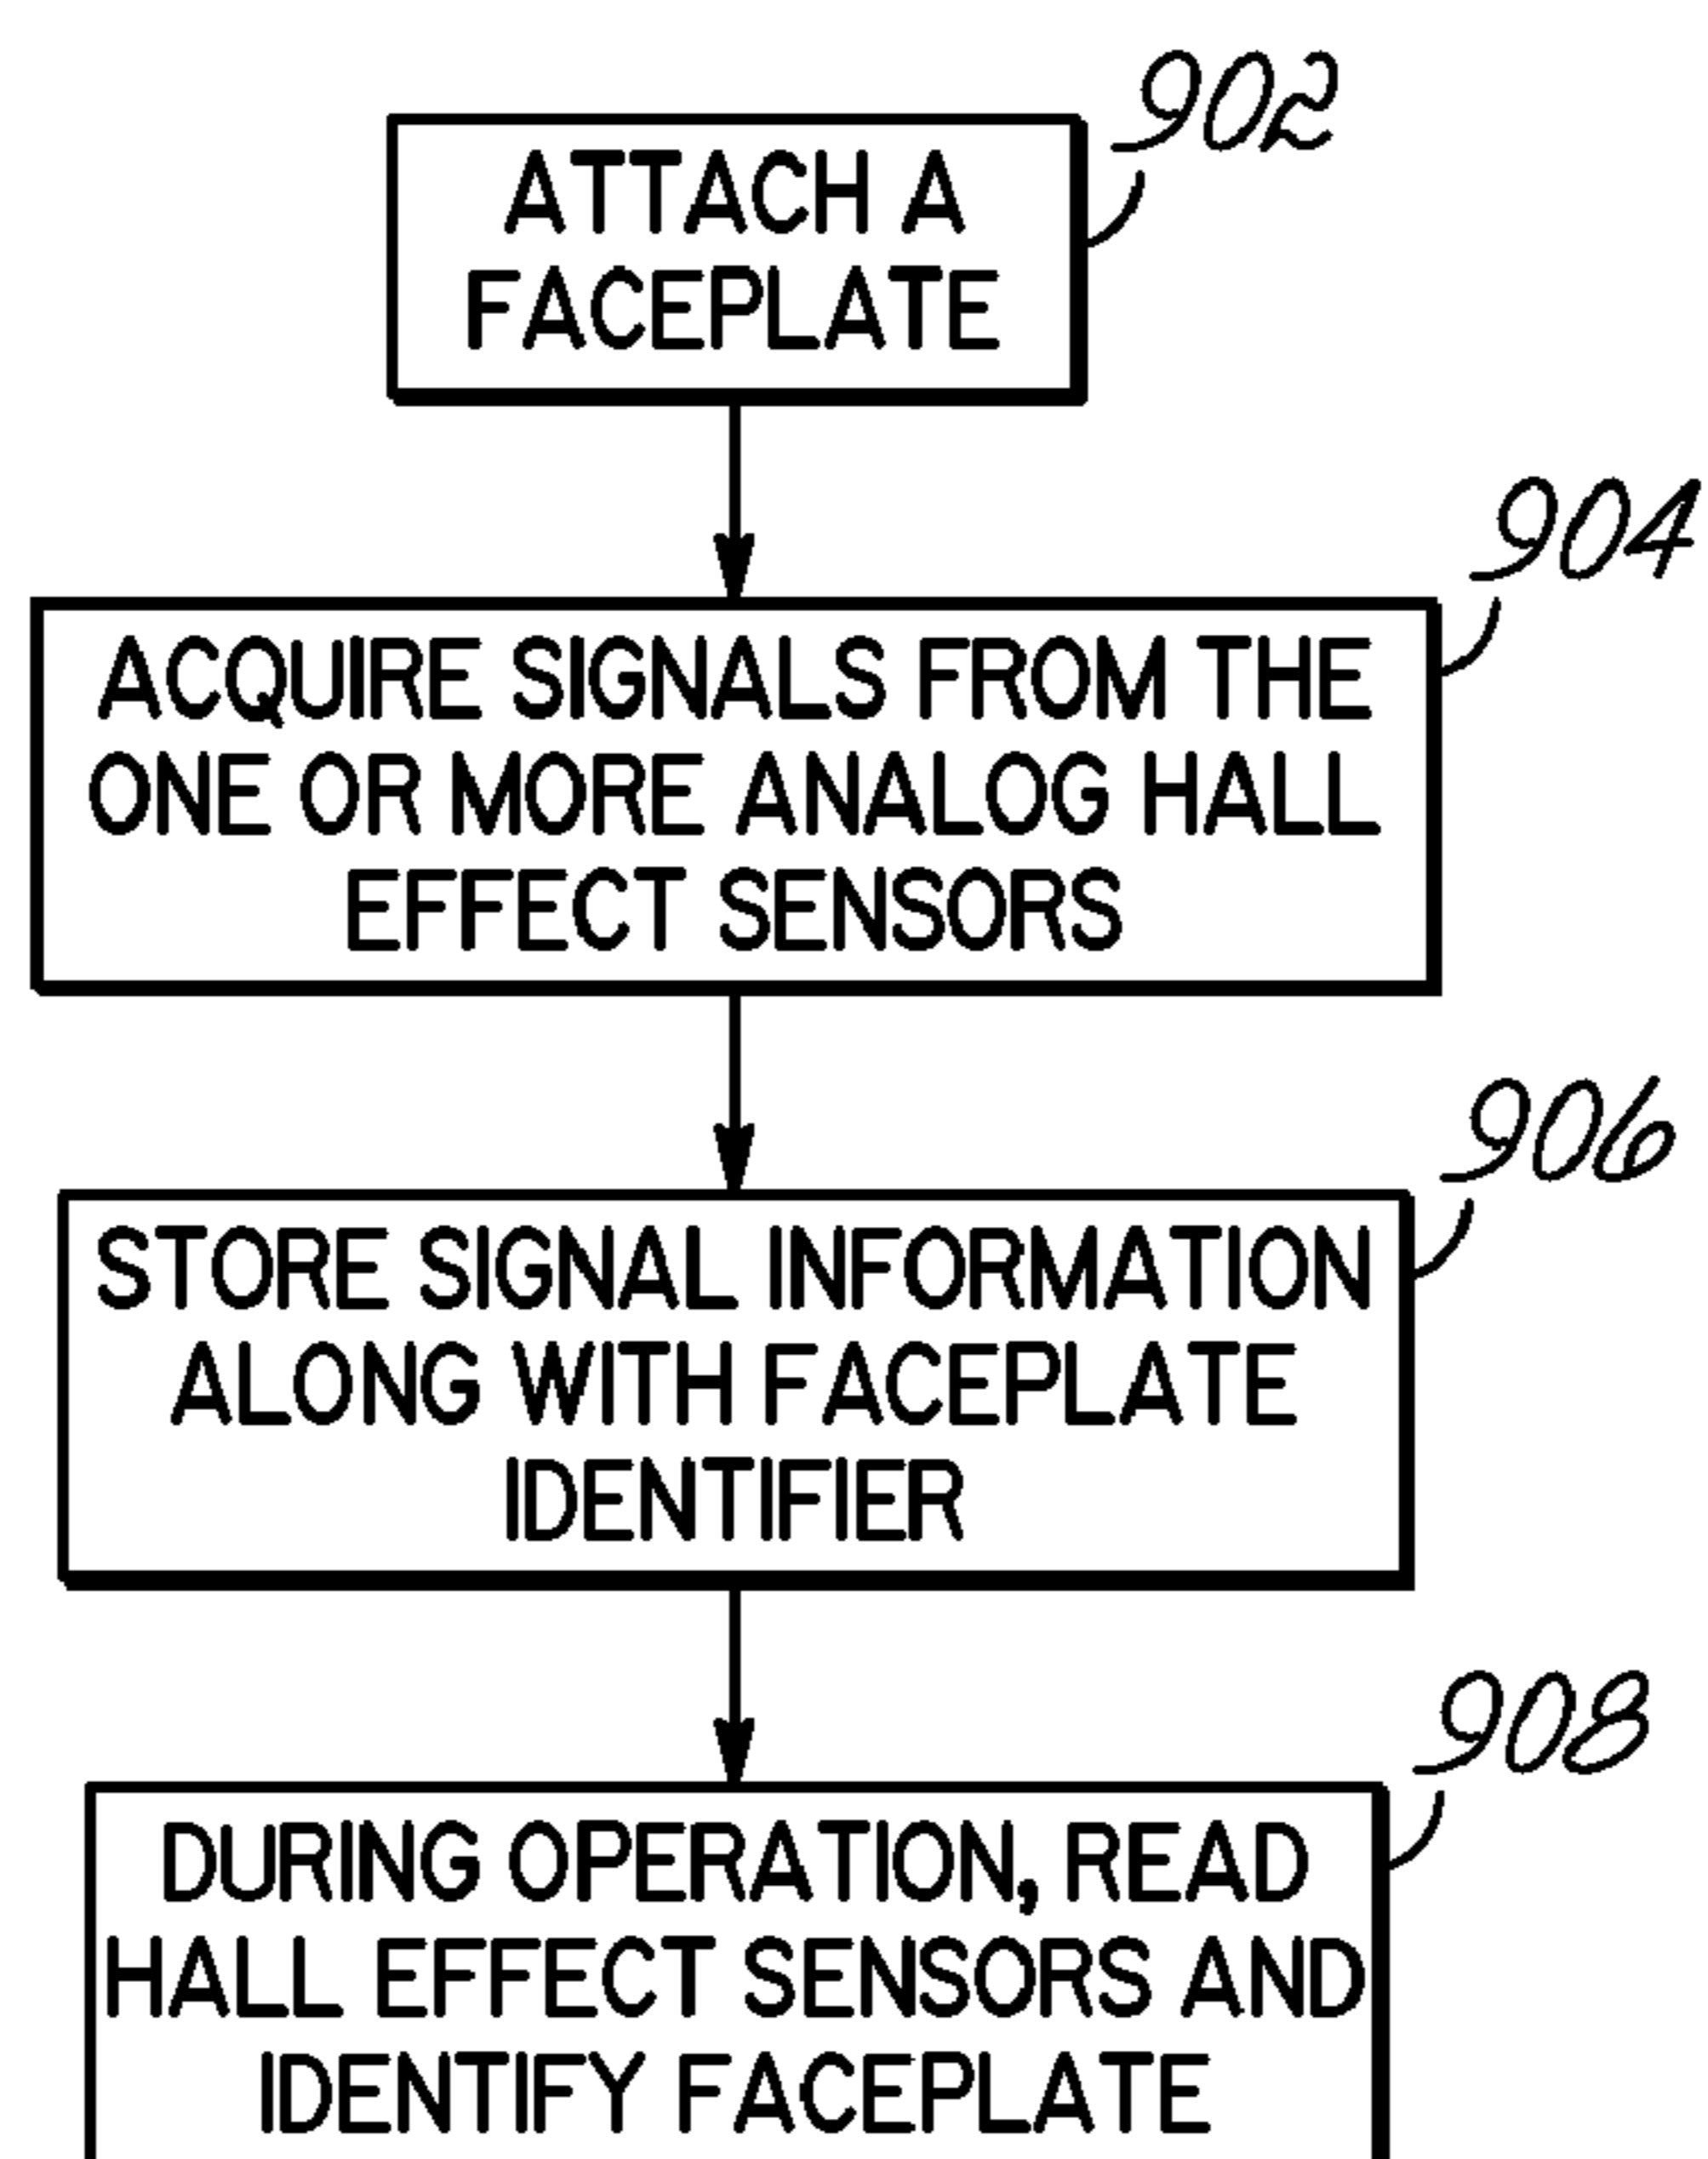 902
ATTACH A
FACEPLATE
904
ACQUIRE SIGNALS FROM THE
ONE OR MORE ANALOG HALL
EFFECT SENSORS
906
STORE SIGNAL INFORMATION
ALONG WITH FACEPLATE
IDENTIFIER
908
DURING OPERATION, READ
HALL EFFECT SENSORS AND
IDENTIFY FACEPLATE